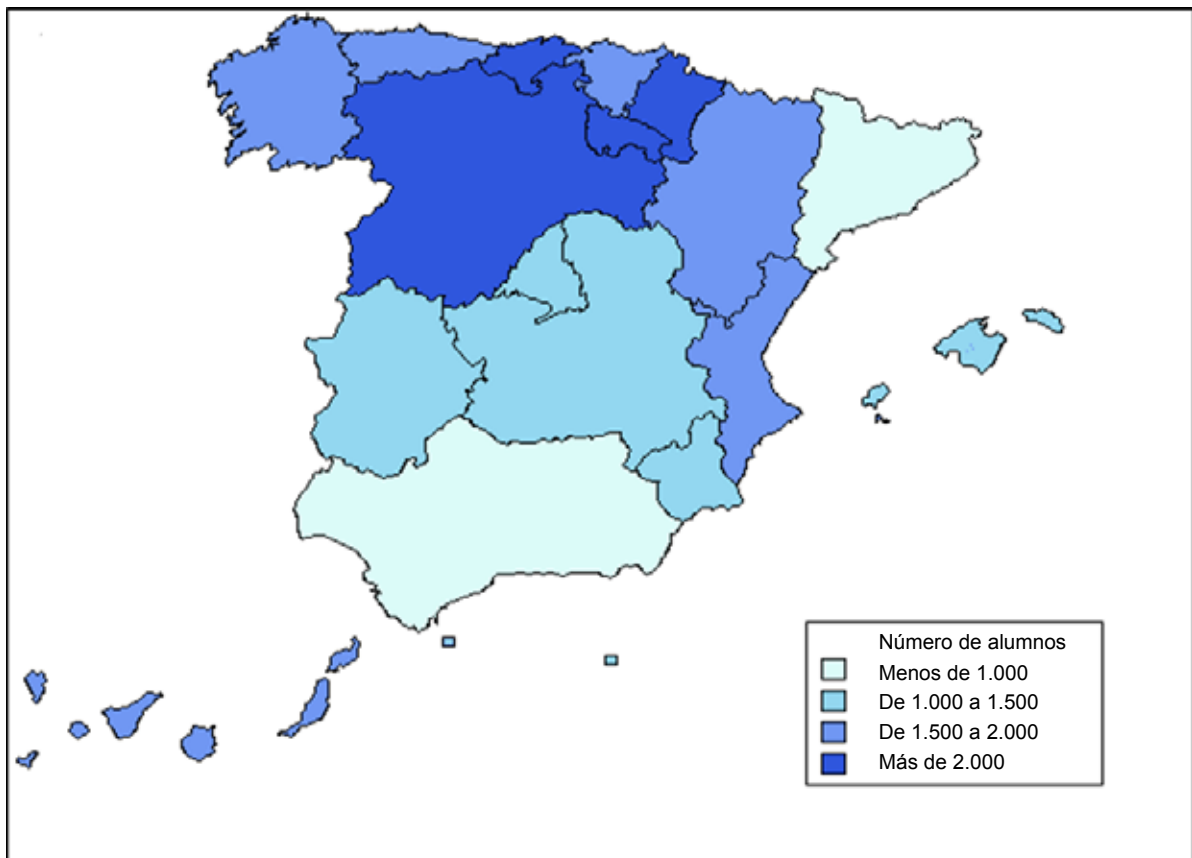 Número de alumnos
Menos de 1.000
De 1.000 a 1.500
De 1.500 a 2.000
Más de 2.000